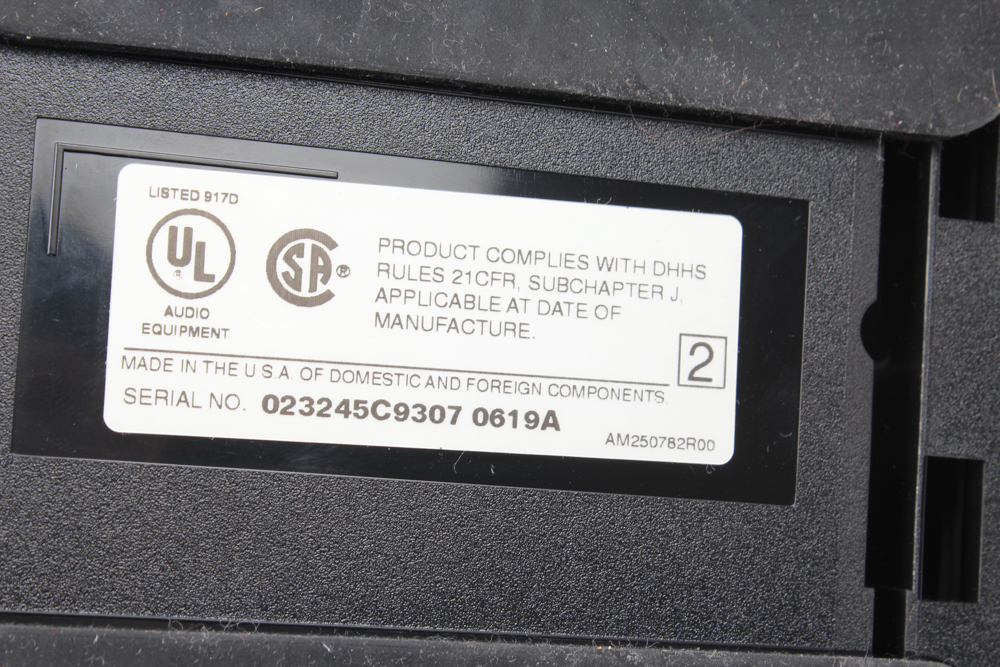 LISTED 917D
UL
®
AUDIO
EQUIPMENT
SA®
PRODUCT COMPLIES WITH DHHS
RULES 21CFR, SUBCHAPTER J,
APPLICABLE AT DATE OF
MANUFACTURE.
2
MADE IN THE U.S.A. OF DOMESTIC AND FOREIGN COMPONENTS.
SERIAL NO. 023245C9307 0619A
AM250782R00